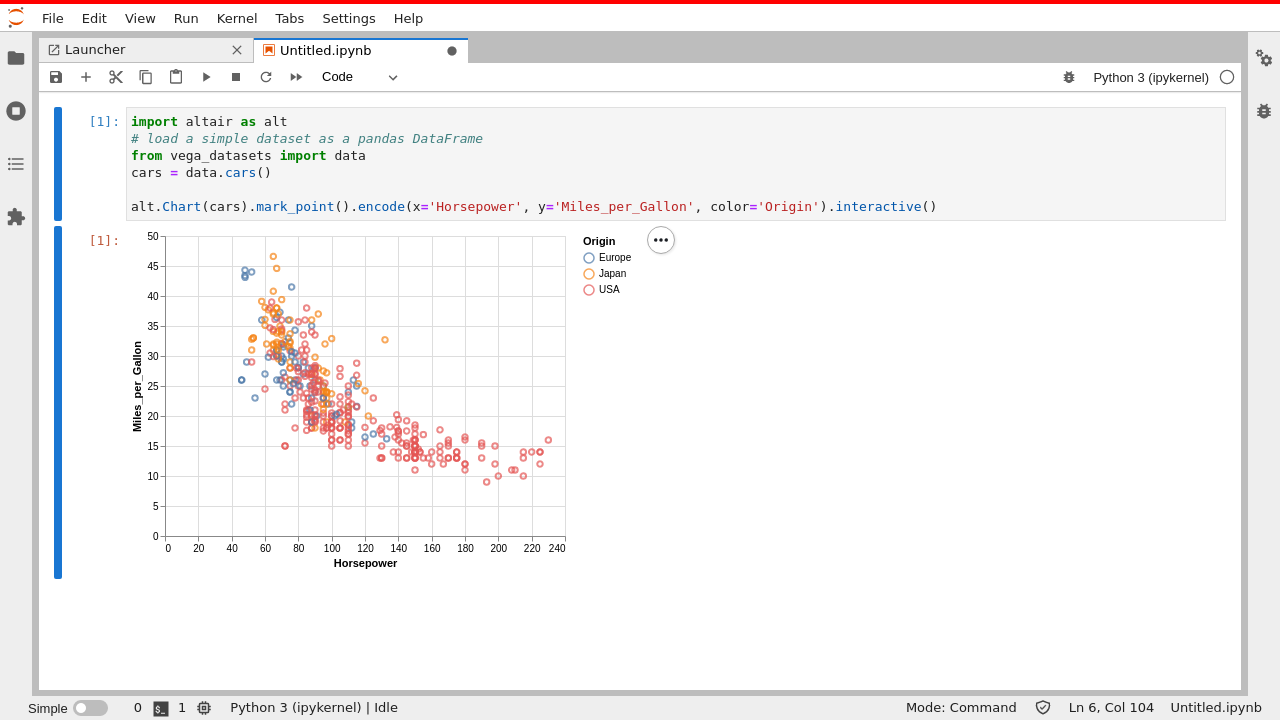 File Edit View Run Kernel Tabs Settings Help
Launcher Untitled.ipynb
Code Python 3 (ipykernel)
[1]: import altair as alt
# load a simple dataset as a pandas DataFrame
from vega_datasets import data
cars = data.cars()
alt.Chart(cars).mark_point().encode(x='Horsepower', y='Miles_per_Gallon', color='Origin').interactive()
[1]:
50
45
40
35
30
25
20
15
10
5
0
Miles_per_Gallon
0 20 40 60 80 100 120 140 160 180 200 220 240
Horsepower
Origin
Europe
Japan
USA
Simple 0 $_ 1 Python 3 (ipykernel) | Idle Mode: Command Ln 6, Col 104 Untitled.ipynb